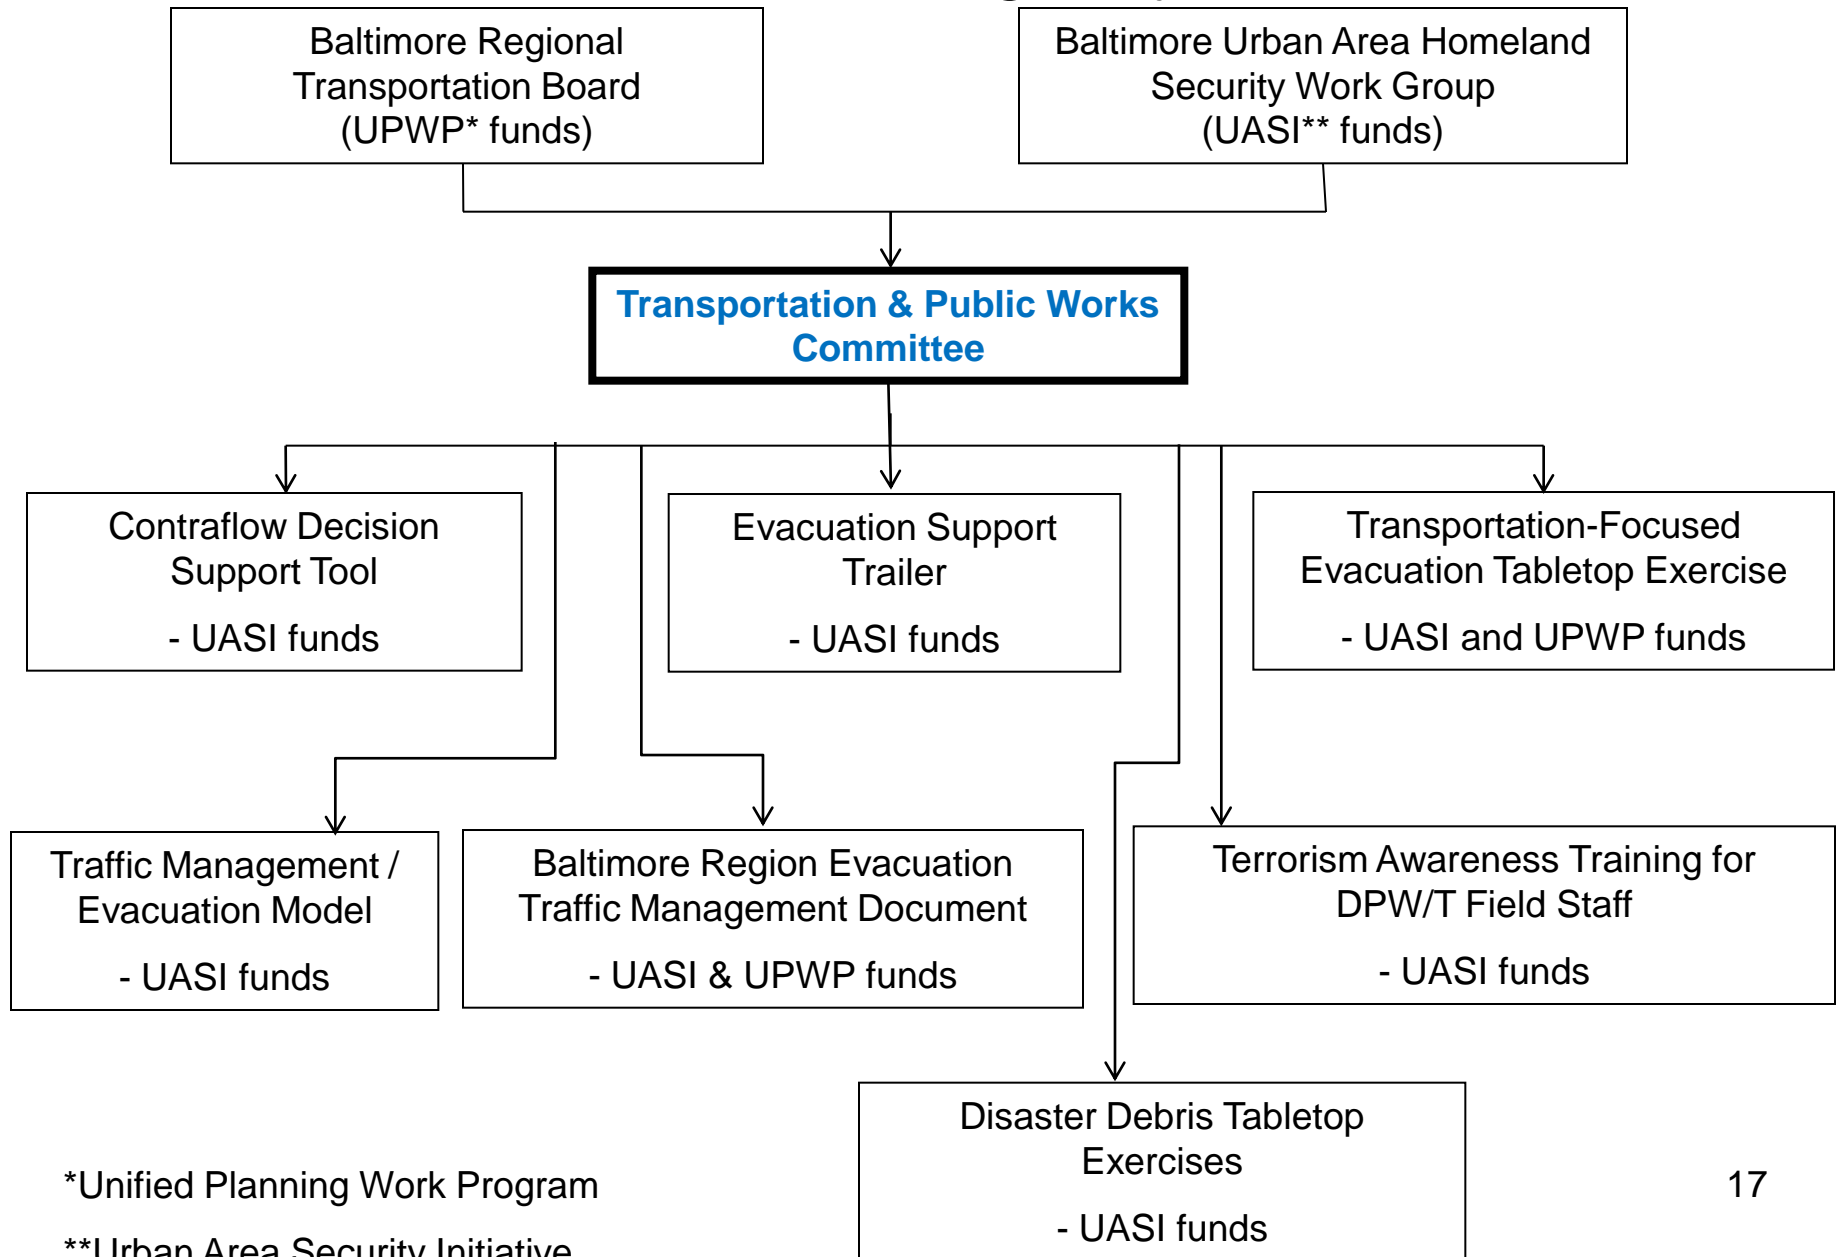 Baltimore Regional
Transportation Board
(UPWP* funds)
Baltimore Urban Area Homeland
Security Work Group
(UASI** funds)
Transportation & Public Works
Committee
Contraflow Decision
Support Tool
- UASI funds
Evacuation Support
Trailer
- UASI funds
Transportation-Focused
Evacuation Tabletop Exercise
- UASI and UPWP funds
Traffic Management /
Evacuation Model
- UASI funds
Baltimore Region Evacuation
Traffic Management Document
- UASI & UPWP funds
Terrorism Awareness Training for
DPW/T Field Staff
- UASI funds
Disaster Debris Tabletop
Exercises
- UASI funds
*Unified Planning Work Program
**Urban Area Security Initiative
17